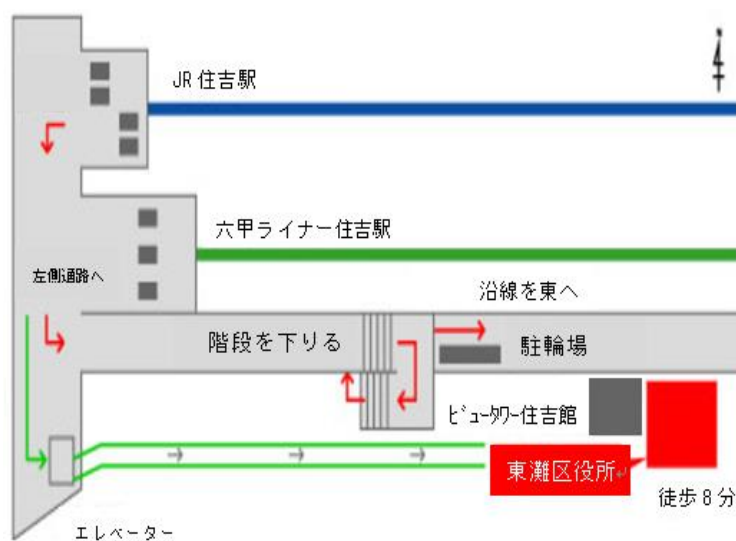 JR 住吉駅
六甲ライナー住吉駅
左側通路へ
沿線を東へ
階段を下りる
駐輪場
ビュータワー住吉館
東灘区役所
徒歩8分
エレベーター